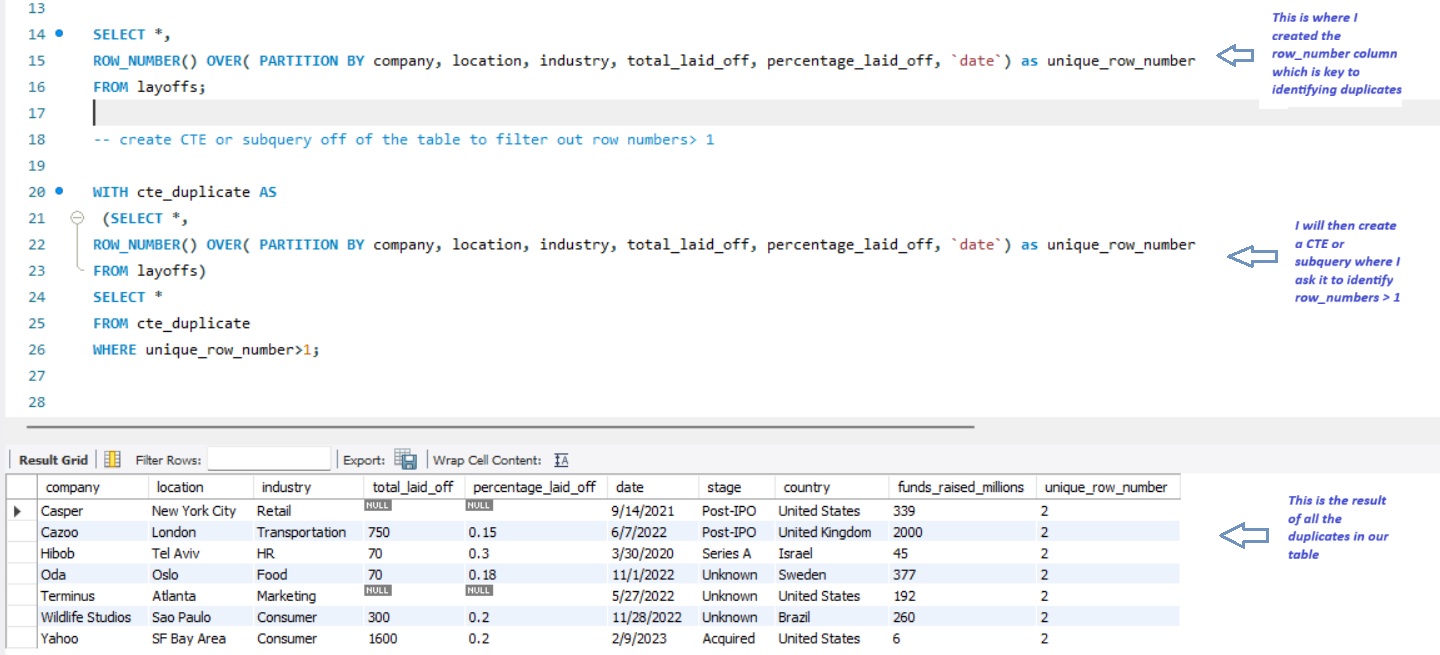 13
14 SELECT *,
15 ROW_NUMBER() OVER( PARTITION BY company, location, industry, total_laid_off, percentage_laid_off, `date`) as unique_row_number
16 FROM layoffs;
17
18 -- create CTE or subquery off of the table to filter out row numbers> 1
19
20 WITH cte_duplicate AS
21 (SELECT *,
22 ROW_NUMBER() OVER( PARTITION BY company, location, industry, total_laid_off, percentage_laid_off, `date`) as unique_row_number
23 FROM layoffs)
24 SELECT *
25 FROM cte_duplicate
26 WHERE unique_row_number>1;
27
28
This is where I
created the
row_number column
which is key to
identifying duplicates
I will then create
a CTE or
subquery where I
ask it to identify
row_numbers > 1
Result Grid Filter Rows: Export: Wrap Cell Content: IA
company location industry total_laid_off percentage_laid_off date stage country funds_raised_millions unique_row_number
Casper New York City Retail NULL NULL 9/14/2021 Post-IPO United States 339 2
Cazoo London Transportation 750 0.15 6/7/2022 Post-IPO United Kingdom 2000 2
Hibob Tel Aviv HR 70 0.3 3/30/2020 Series A Israel 45 2
Oda Oslo Food 70 0.18 11/1/2022 Unknown Sweden 377 2
Terminus Atlanta Marketing NULL NULL 5/27/2022 Unknown United States 192 2
Wildlife Studios Sao Paulo Consumer 300 0.2 11/28/2022 Unknown Brazil 260 2
Yahoo SF Bay Area Consumer 1600 0.2 2/9/2023 Acquired United States 6 2
This is the result
of all the
duplicates in our
table